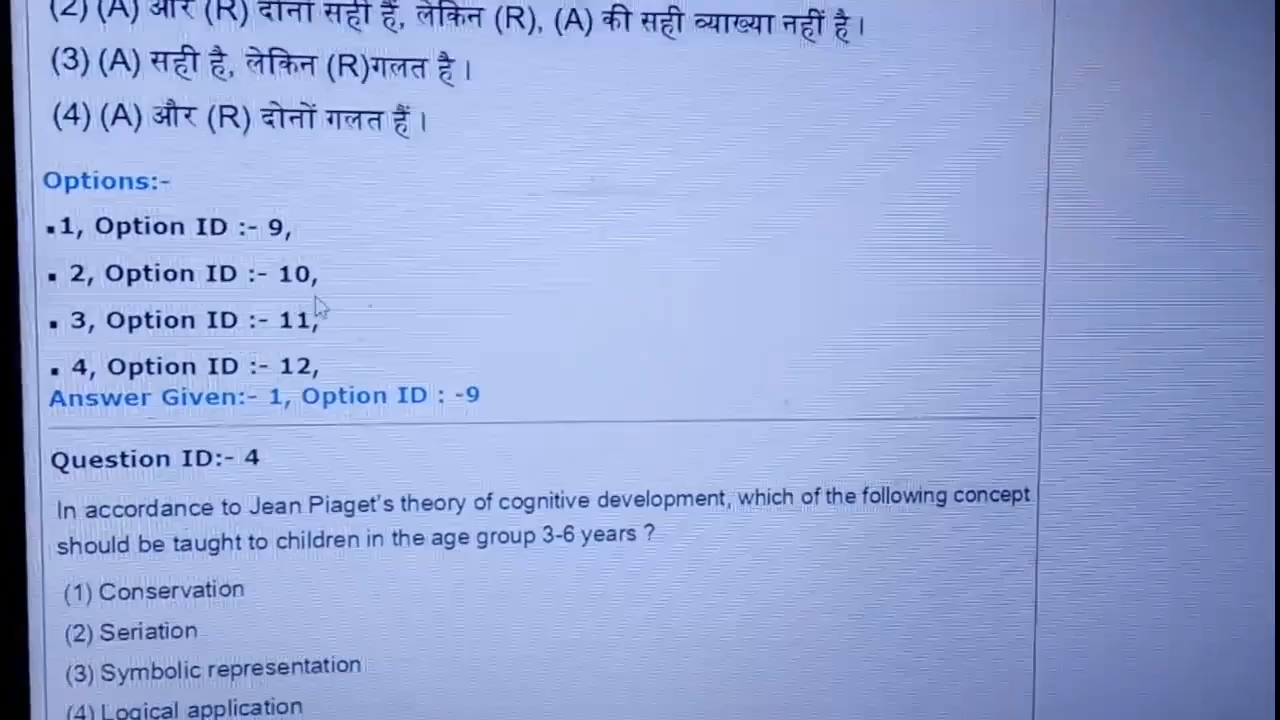 (2) (A) और (R) दोनों सही हैं, लेकिन (R), (A) की सही व्याख्या नहीं है।
(3) (A) सही है, लेकिन (R)गलत है।
(4) (A) और (R) दोनों गलत हैं।
Options:-
▪1, Option ID :- 9,
▪ 2, Option ID :- 10,
▪ 3, Option ID :- 11,
▪ 4, Option ID :- 12,
Answer Given:- 1, Option ID : -9
Question ID:- 4
In accordance to Jean Piaget's theory of cognitive development, which of the following concept
should be taught to children in the age group 3-6 years ?
(1) Conservation
(2) Seriation
(3) Symbolic representation
(4) Logical application